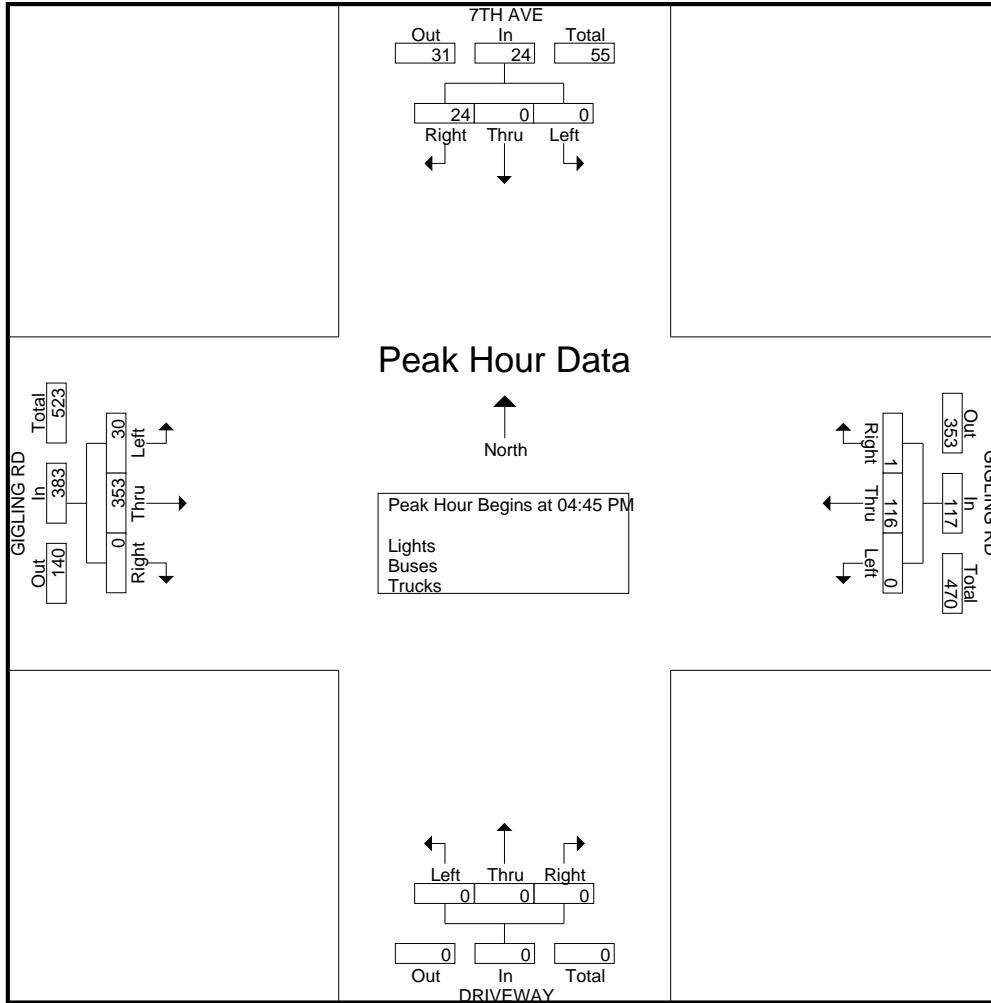 7TH AVE
Out In Total
31 24 55
24 0 0
Right Thru Left
Peak Hour Data
North
Peak Hour Begins at 04:45 PM
Lights
Buses
Trucks
GIGLING RD
Out In Total
140 383 523
0 353 30
Right Thru Left
GIGLING RD
Out In Total
353 117 470
1 116 0
Right Thru Left
Left Thru Right
0 0 0
0 0 0
Out In Total
DRIVEWAY